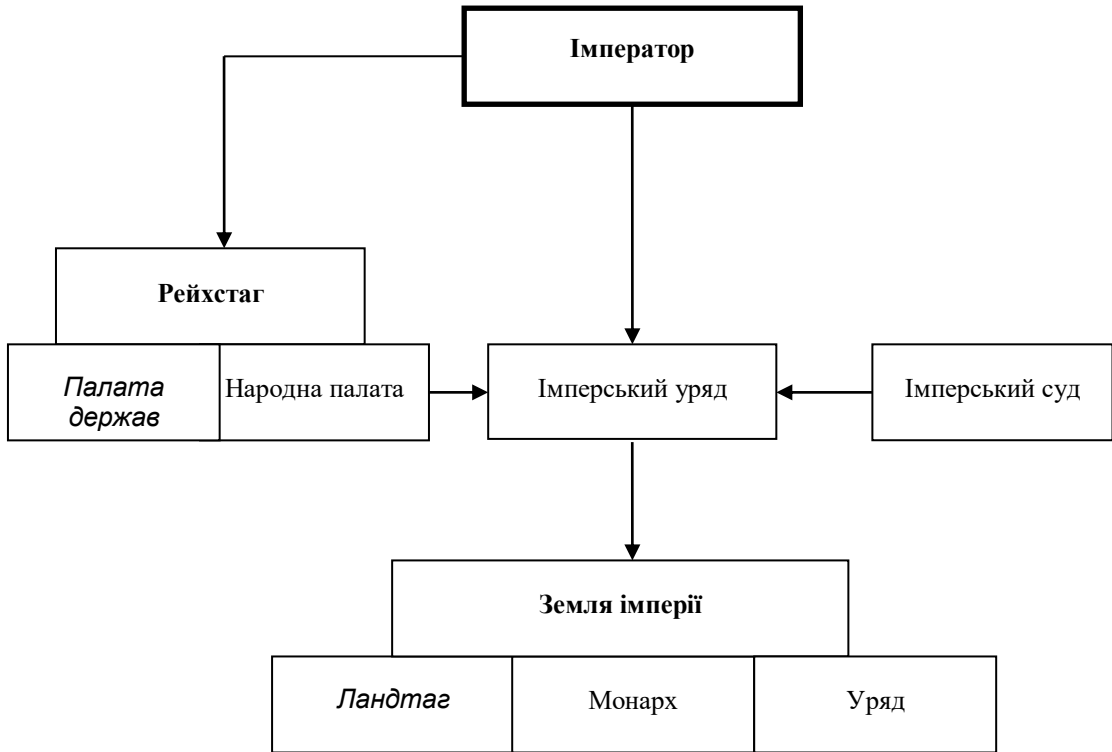 Імператор
Рейхстаг
Палата
держав
Народна палата
Імперський уряд
Імперський суд
Земля імперії
Ландтаг
Монарх
Уряд